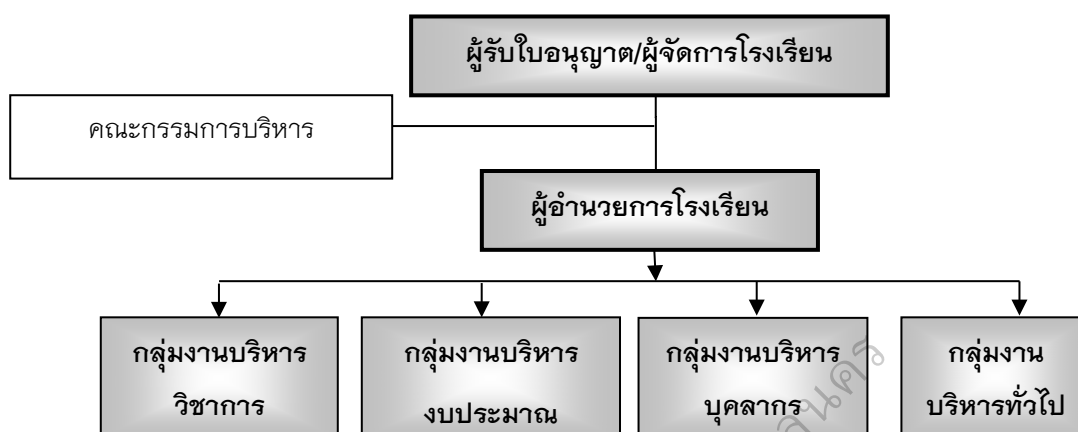 ผู้รับใบอนุญาต/ผู้จัดการโรงเรียน
คณะกรรมการบริหาร
ผู้อำนวยการโรงเรียน
กลุ่มงานบริหาร
วิชาการ
กลุ่มงานบริหาร
งบประมาณ
กลุ่มงานบริหาร
บุคลากร
กลุ่มงาน
บริหารทั่วไป